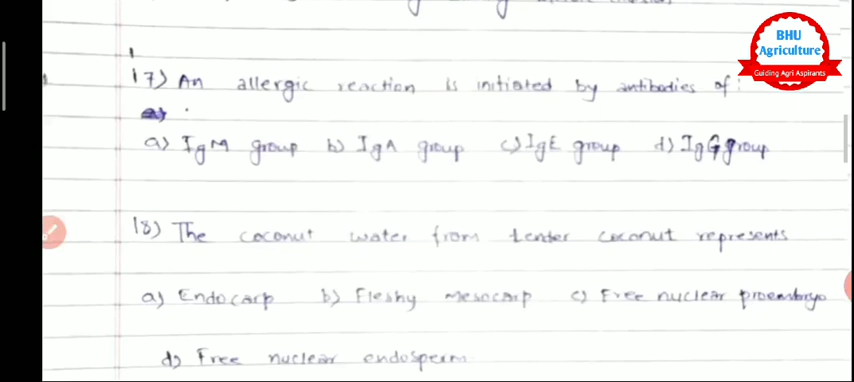 BHU
Agriculture
Guiding Agri Aspirants
17) An allergic reaction is initiated by antibodies of:
a) IgM group b) IgA group c) IgE group d) IgG group
18) The coconut water from tender coconut represents
a) Endocarp b) Fleshy mesocarp c) Free nuclear proembryo
d) Free nuclear endosperm